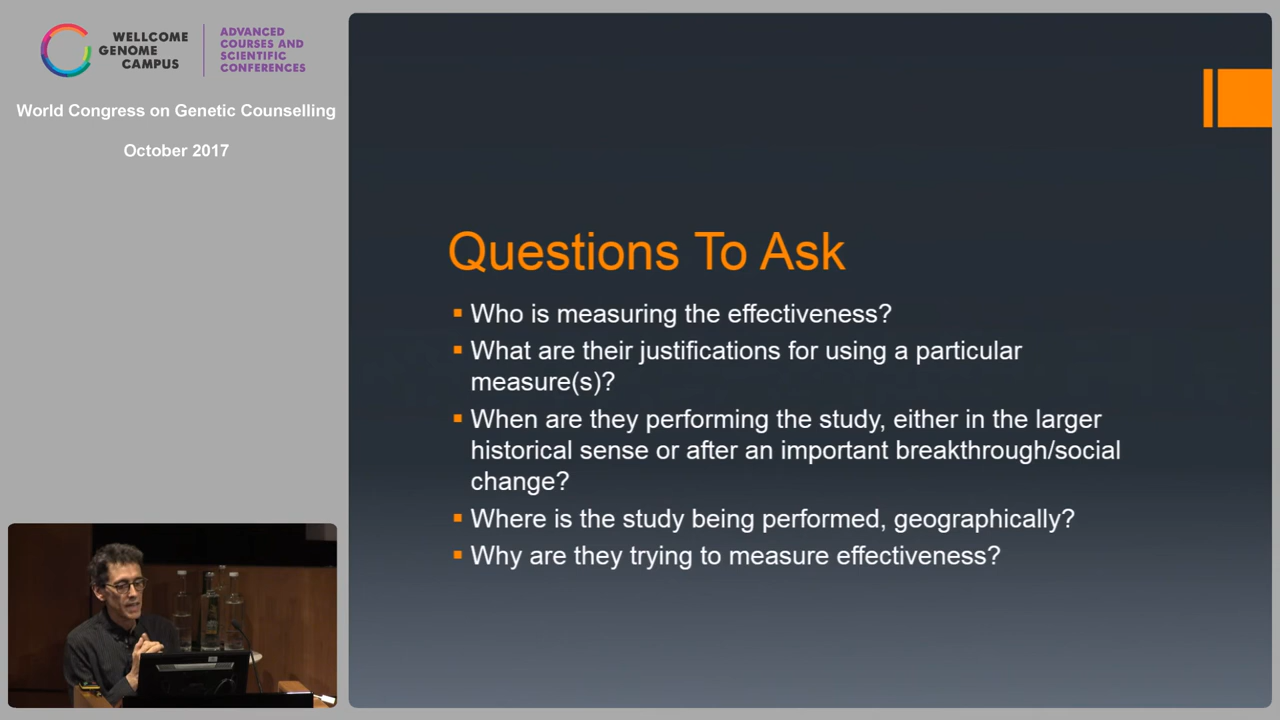 WELLCOME
GENOME
CAMPUS
ADVANCED
COURSES AND
SCIENTIFIC
CONFERENCES
World Congress on Genetic Counselling
October 2017
Questions To Ask
Who is measuring the effectiveness?
What are their justifications for using a particular
measure(s)?
When are they performing the study, either in the larger
historical sense or after an important breakthrough/social
change?
Where is the study being performed, geographically?
Why are they trying to measure effectiveness?